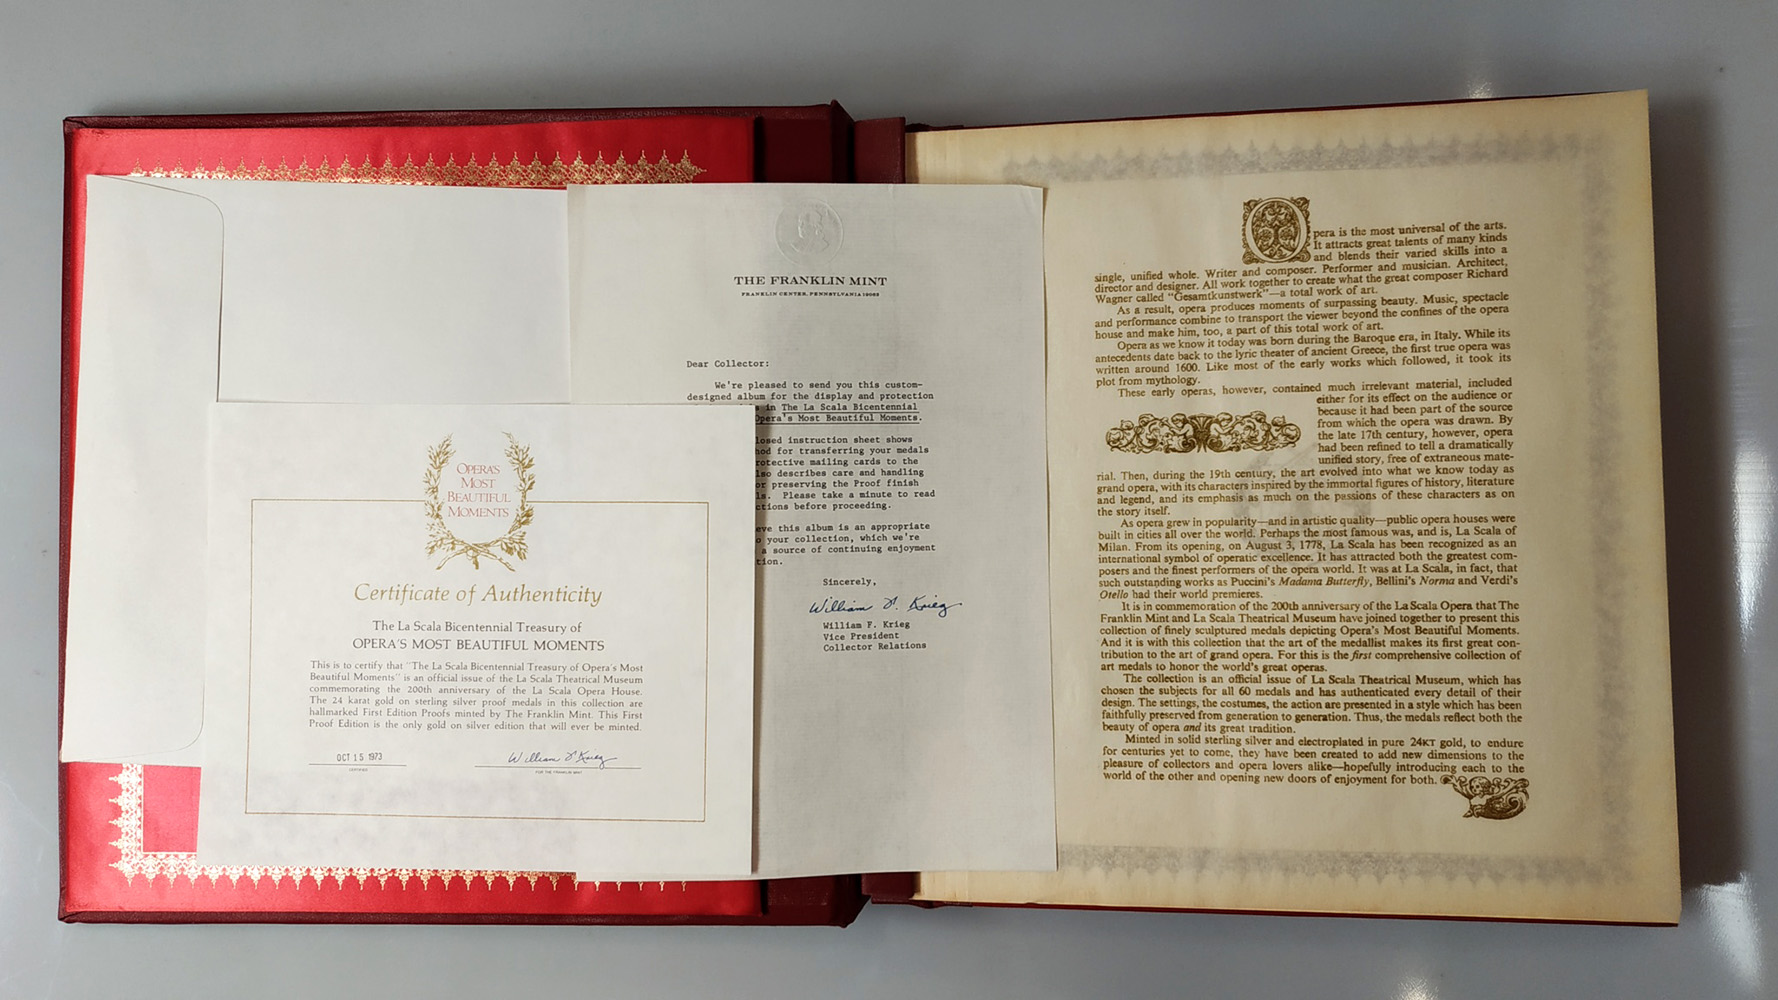 OPERA'S
MOST
BEAUTIFUL
MOMENTS
Certificate of Authenticity
The La Scala Bicentennial Treasury of
OPERA'S MOST BEAUTIFUL MOMENTS
This is to certify that "The La Scala Bicentennial Treasury of Opera's Most
Beautiful Moments" is an official issue of the La Scala Theatrical Museum
commemorating the 200th anniversary of the La Scala Opera House.
The 24 karat gold on sterling silver proof medals in this collection are
hallmarked First Edition Proofs minted by The Franklin Mint. This First
Proof Edition is the only gold on silver edition that will ever be minted.
OCT 15 1973
CERTIFIED
William F Krieg
FOR THE FRANKLIN MINT
THE FRANKLIN MINT
FRANKLIN CENTER, PENNSYLVANIA 19063
Dear Collector:
We're pleased to send you this custom-
designed album for the display and protection
in The La Scala Bicentennial
Opera's Most Beautiful Moments.
losed instruction sheet shows
hod for transferring your medals
rotective mailing cards to the
lso describes care and handling
or preserving the Proof finish
ls. Please take a minute to read
ctions before proceeding.
eve this album is an appropriate
o your collection, which we're
a source of continuing enjoyment
tion.
Sincerely,
William F. Krieg
William F. Krieg
Vice President
Collector Relations
Opera is the most universal of the arts.
It attracts great talents of many kinds
and blends their varied skills into a
single, unified whole. Writer and composer. Performer and musician. Architect,
director and designer. All work together to create what the great composer Richard
Wagner called "Gesamtkunstwerk"—a total work of art.
As a result, opera produces moments of surpassing beauty. Music, spectacle
and performance combine to transport the viewer beyond the confines of the opera
house and make him, too, a part of this total work of art.
Opera as we know it today was born during the Baroque era, in Italy. While its
antecedents date back to the lyric theater of ancient Greece, the first true opera was
written around 1600. Like most of the early works which followed, it took its
plot from mythology.
These early operas, however, contained much irrelevant material, included
either for its effect on the audience or
because it had been part of the source
from which the opera was drawn. By
the late 17th century, however, opera
had been refined to tell a dramatically
unified story, free of extraneous mate-
rial. Then, during the 19th century, the art evolved into what we know today as
grand opera, with its characters inspired by the immortal figures of history, literature
and legend, and its emphasis as much on the passions of these characters as on
the story itself.
As opera grew in popularity—and in artistic quality—public opera houses were
built in cities all over the world. Perhaps the most famous was, and is, La Scala of
Milan. From its opening, on August 3, 1778, La Scala has been recognized as an
international symbol of operatic excellence. It has attracted both the greatest com-
posers and the finest performers of the opera world. It was at La Scala, in fact, that
such outstanding works as Puccini's Madama Butterfly, Bellini's Norma and Verdi's
Otello had their world premieres.
It is in commemoration of the 200th anniversary of the La Scala Opera that The
Franklin Mint and La Scala Theatrical Museum have joined together to present this
collection of finely sculptured medals depicting Opera's Most Beautiful Moments.
And it is with this collection that the art of the medallist makes its first great con-
tribution to the art of grand opera. For this is the first comprehensive collection of
art medals to honor the world's great operas.
The collection is an official issue of La Scala Theatrical Museum, which has
chosen the subjects for all 60 medals and has authenticated every detail of their
design. The settings, the costumes, the action are presented in a style which has been
faithfully preserved from generation to generation. Thus, the medals reflect both the
beauty of opera and its great tradition.
Minted in solid sterling silver and electroplated in pure 24KT gold, to endure
for centuries yet to come, they have been created to add new dimensions to the
pleasure of collectors and opera lovers alike—hopefully introducing each to the
world of the other and opening new doors of enjoyment for both.